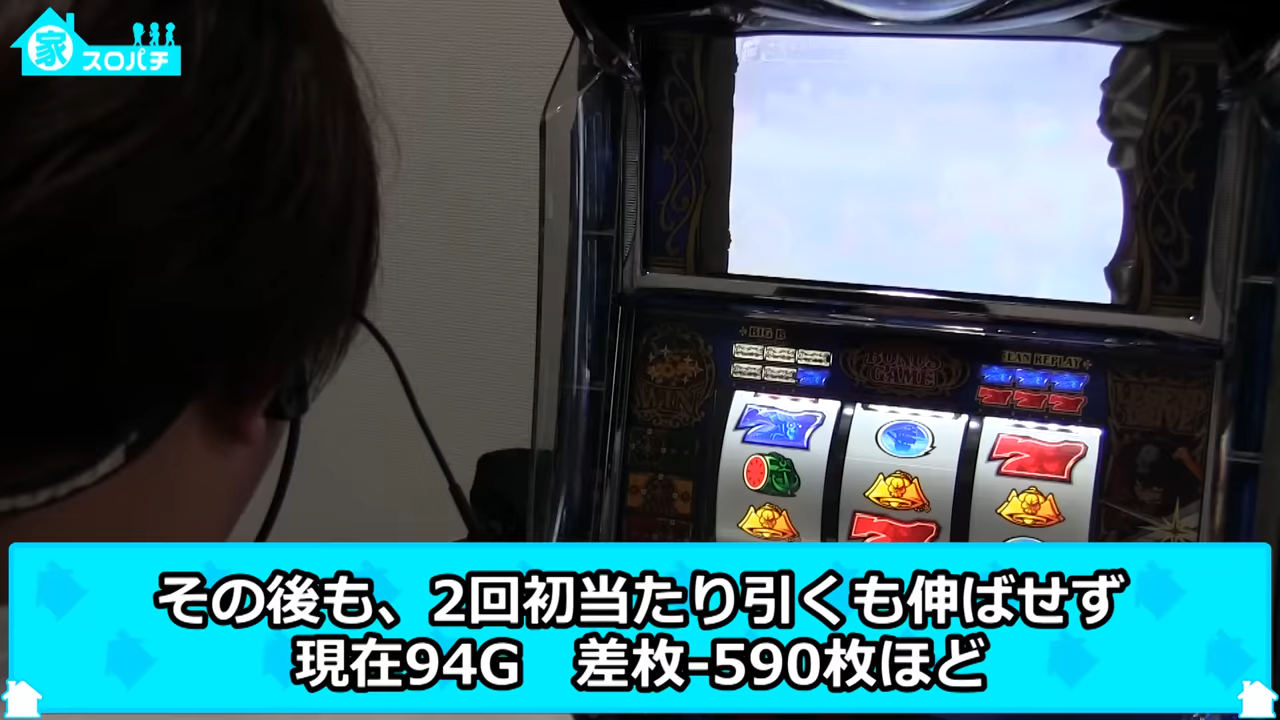 家
スロパチ
BIG B
BONUS
GAME
REPLAY
WIN
その後も、2回初当たり引くも伸ばせず
現在94G 差枚-590枚ほど